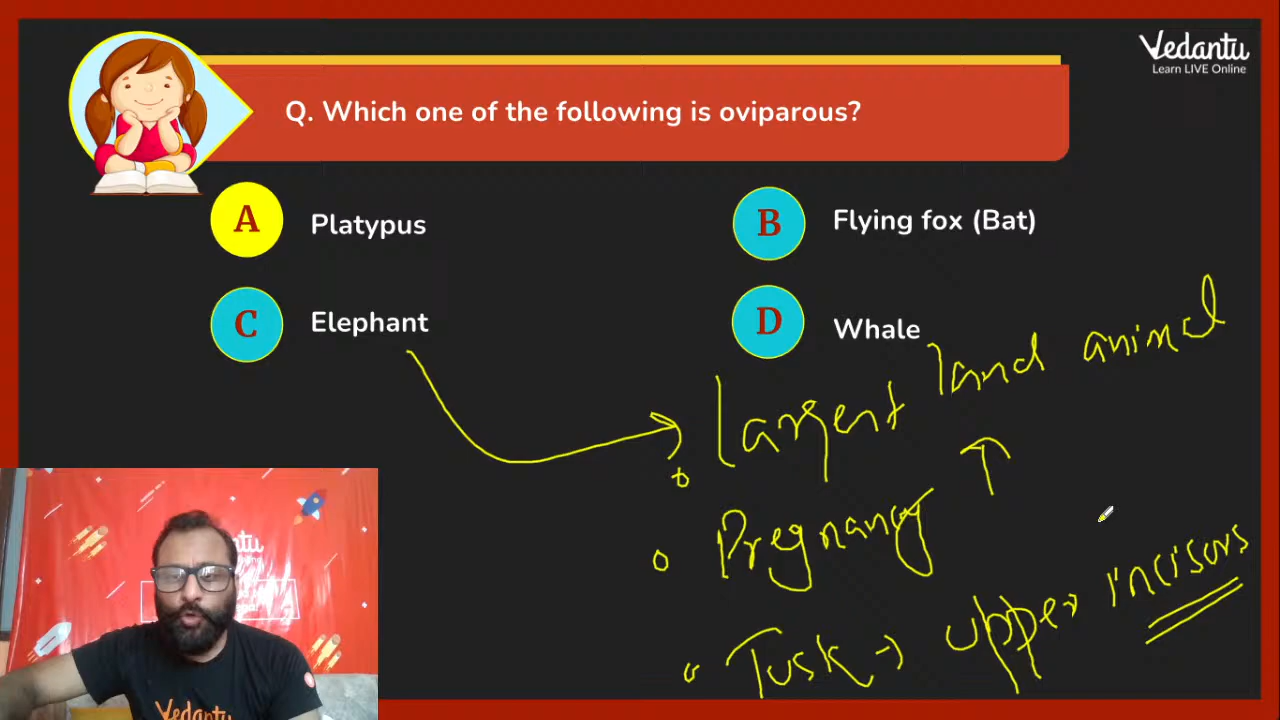 Vedantu
Learn LIVE Online
Q. Which one of the following is oviparous?
A Platypus
B Flying fox (Bat)
C Elephant
D Whale
Largest land animal
Pregnancy ↑
Tusk → upper incisors
Vedantu